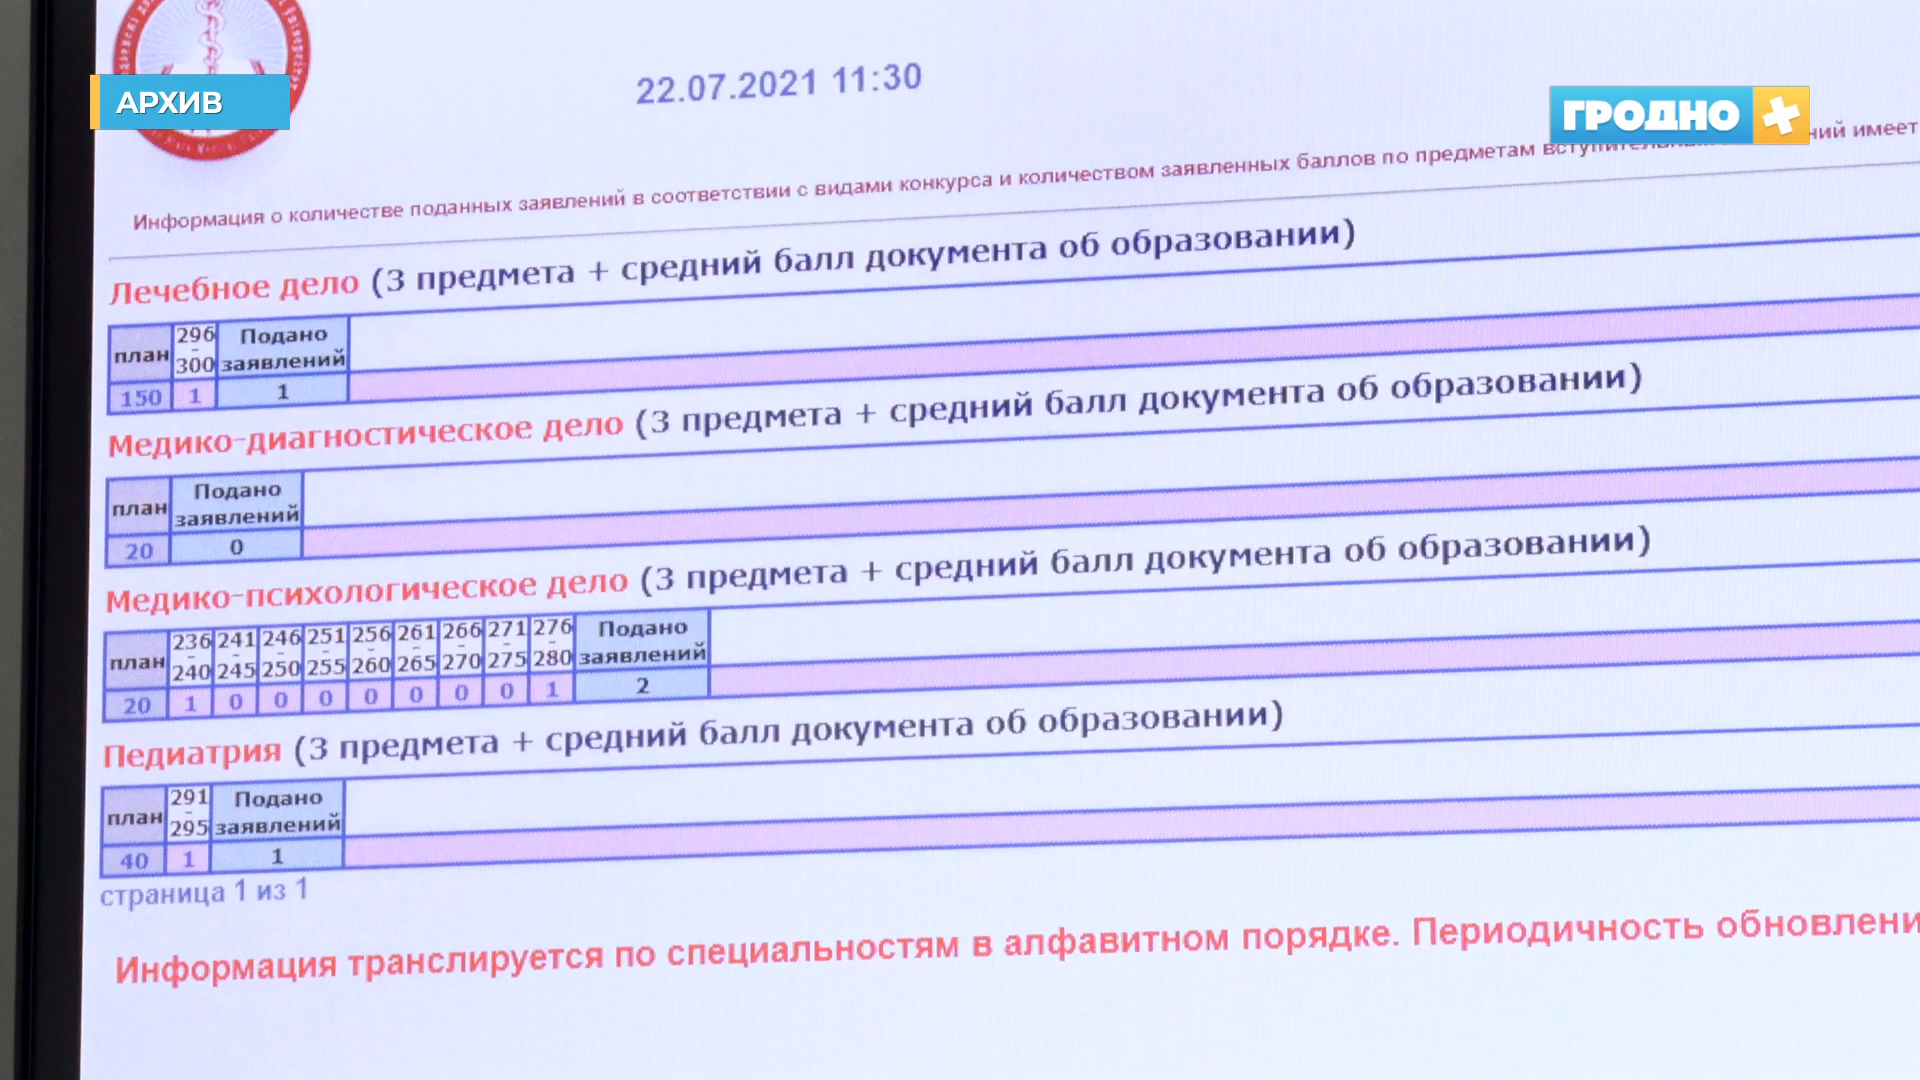 АРХИВ
22.07.2021 11:30
ГРОДНО
Информация о количестве поданных заявлений в соответствии с видами конкурса и количеством заявленных баллов по предметам имеет
Лечебное дело (3 предмета + средний балл документа об образовании)
план 296 - 300 Подано заявлений
150 1 1
Медико-диагностическое дело (3 предмета + средний балл документа об образовании)
план Подано заявлений
20 0
Медико-психологическое дело (3 предмета + средний балл документа об образовании)
план 236 - 240 241 - 245 246 - 250 251 - 255 256 - 260 261 - 265 266 - 270 271 - 275 276 - 280 Подано заявлений
20 1 0 0 0 0 0 0 0 1 2
Педиатрия (3 предмета + средний балл документа об образовании)
план 291 - 295 Подано заявлений
40 1 1
страница 1 из 1
Информация транслируется по специальностям в алфавитном порядке. Периодичность обновлени